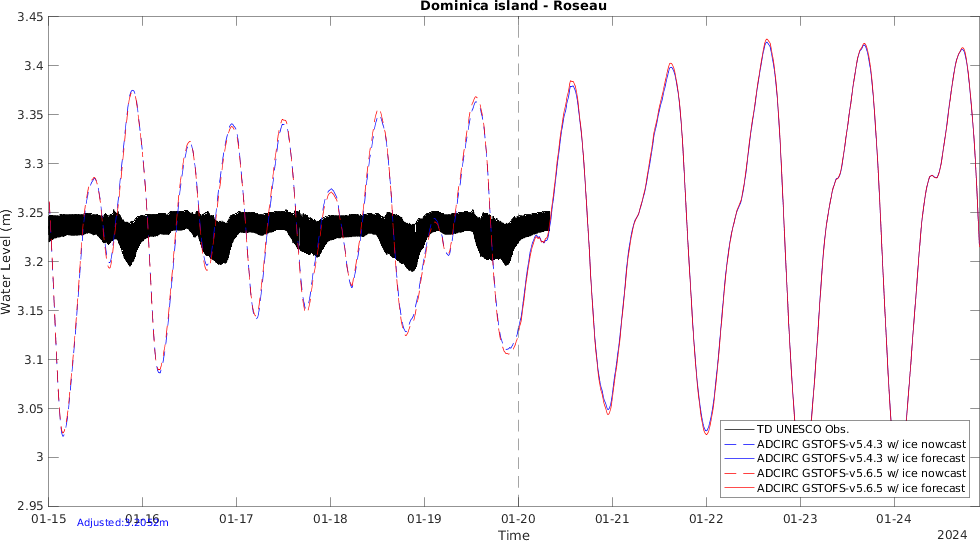 Dominica island - Roseau
3.45
3.4
3.35
3.3
3.25
3.2
3.15
3.1
3.05
3
2.95
Water Level (m)
TD UNESCO Obs.
ADCIRC GSTOFS-v5.4.3 w/ ice nowcast
ADCIRC GSTOFS-v5.4.3 w/ ice forecast
ADCIRC GSTOFS-v5.6.5 w/ ice nowcast
ADCIRC GSTOFS-v5.6.5 w/ ice forecast
01-15 01-16 01-17 01-18 01-19 01-20 01-21 01-22 01-23 01-24
Adjusted:3.2052m
Time
2024